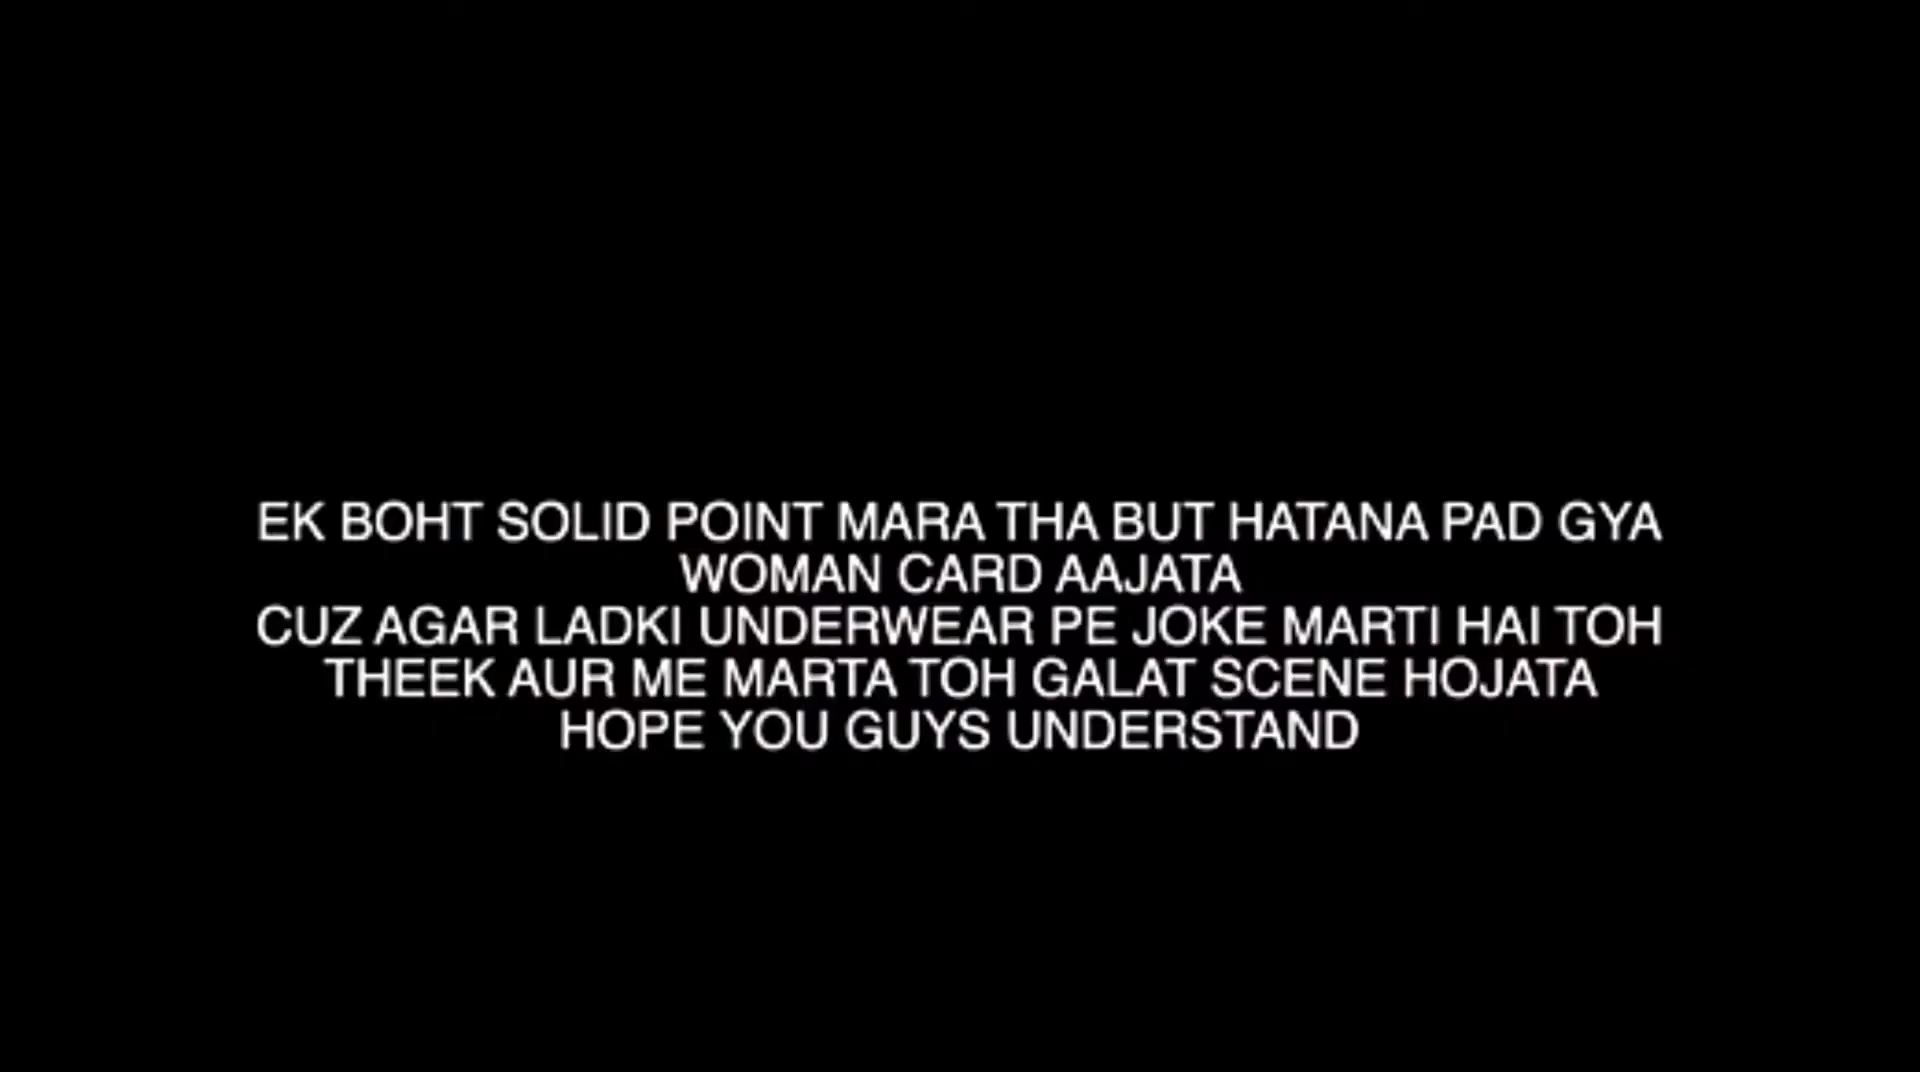 EK BOHT SOLID POINT MARA THA BUT HATANA PAD GYA
WOMAN CARD AAJATA
CUZ AGAR LADKI UNDERWEAR PE JOKE MARTI HAI TOH
THEEK AUR ME MARTA TOH GALAT SCENE HOJATA
HOPE YOU GUYS UNDERSTAND